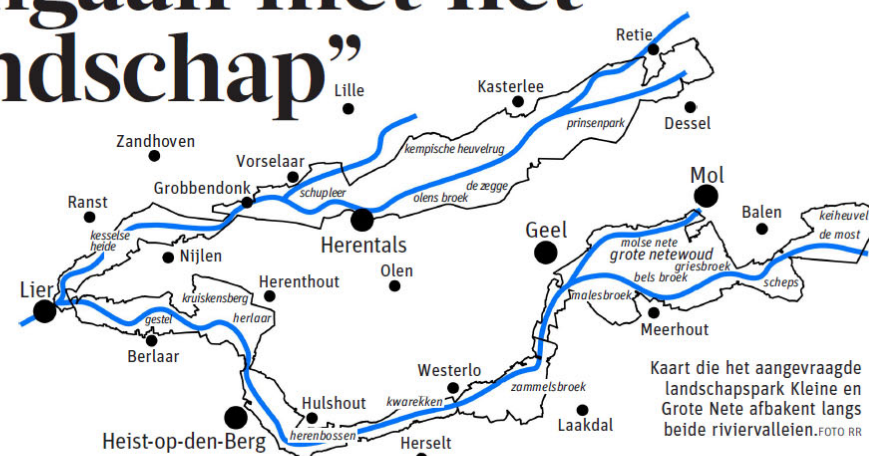 ndschap”
Retie
Lille
Kasterlee
Dessel
prinsenpark
Zandhoven
kempische heuvelrug
Vorselaar
Mol
Grobbendonk
schupleer
de zegge
olens broek
Ranst
Balen
keiheuvel
kesselse
heide
Herentals
Geel
de most
molse nete
grote netewoud
Nijlen
griesbroek
Olen
bels broek
Lier
kruiskensberg
Herenthout
scheps
malesbroek
gestel
herlaar
Meerhout
Berlaar
Westerlo
zammelsbroek
Hulshout
kwarekken
Laakdal
Heist-op-den-Berg
herenbossen
Herselt
Kaart die het aangevraagde
landschapspark Kleine en
Grote Nete afbakent langs
beide riviervalleien.FOTO RR